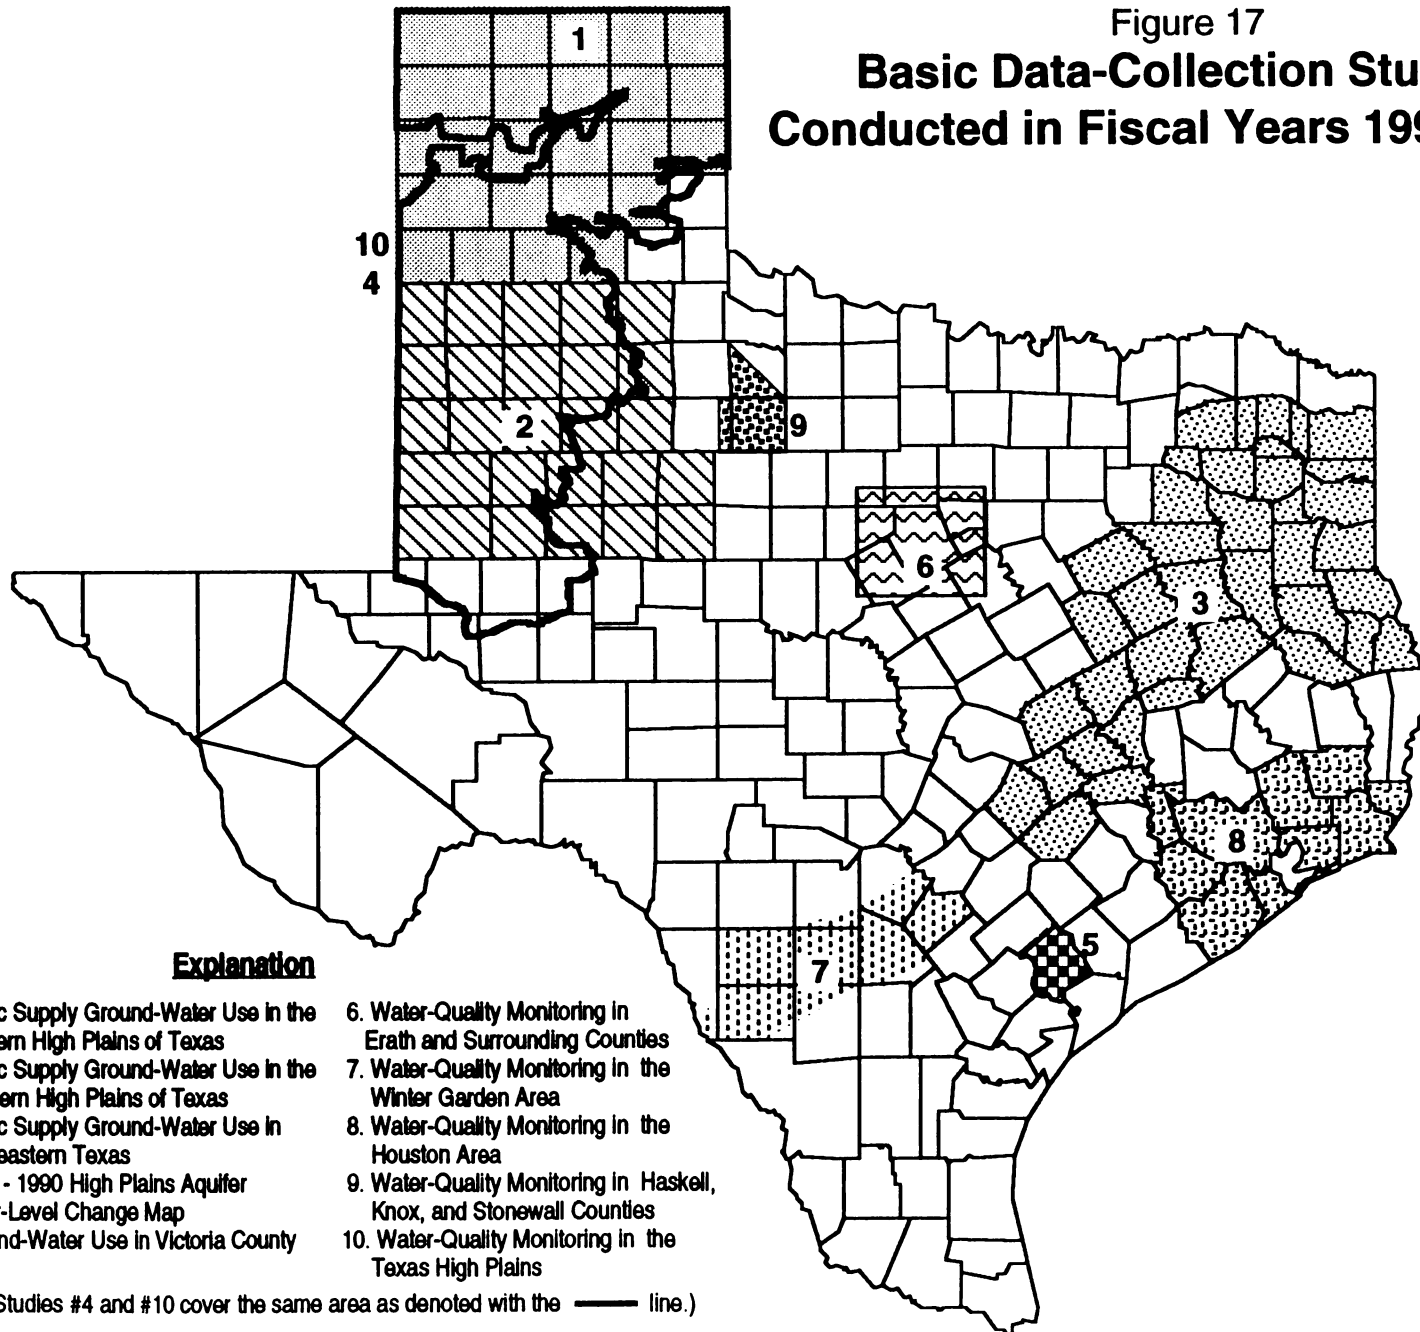 Figure 17
Basic Data-Collection
Conducted in Fiscal Years
1
10
4
2
9
6
3
8
7
5
Explanation
Supply Ground-Water Use in the
High Plains of Texas
Supply Ground-Water Use in the
High Plains of Texas
Supply Ground-Water Use in
Texas
- 1990 High Plains Aquifer
-Level Change Map
-Water Use in Victoria County
6. Water-Quality Monitoring in
Erath and Surrounding Counties
7. Water-Quality Monitoring in the
Winter Garden Area
8. Water-Quality Monitoring in the
Houston Area
9. Water-Quality Monitoring in Haskell,
Knox, and Stonewall Counties
10. Water-Quality Monitoring in the
Texas High Plains
Studies #4 and #10 cover the same area as denoted with the —— line.)